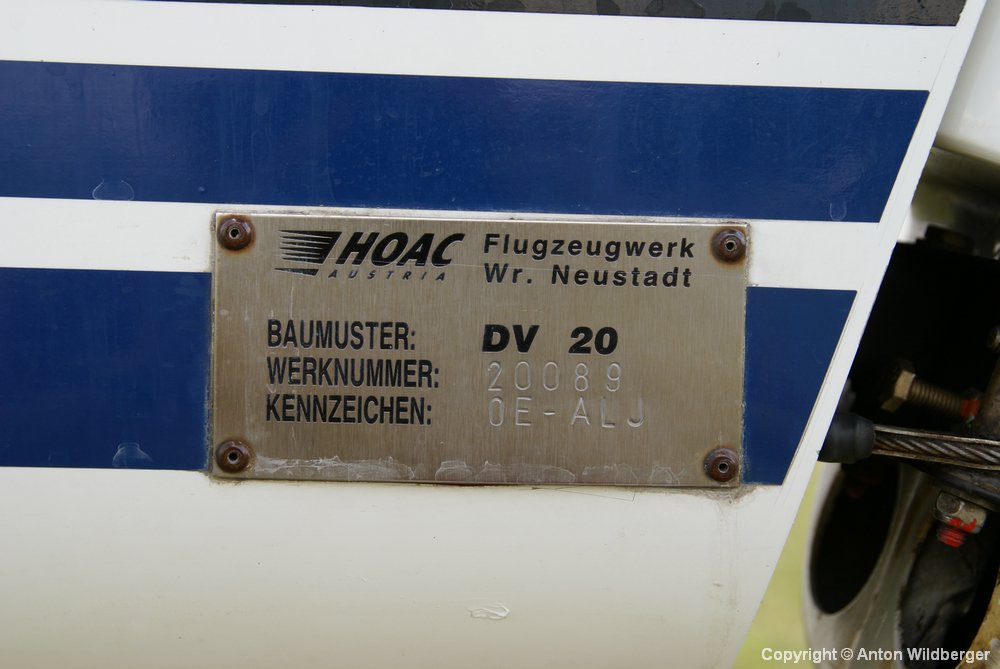 HOAC
AUSTRIA
Flugzeugwerk
Wr. Neustadt
BAUMUSTER: DV 20
WERKNUMMER: 20089
KENNZEICHEN: OE-ALJ
Copyright © Anton Wildberger